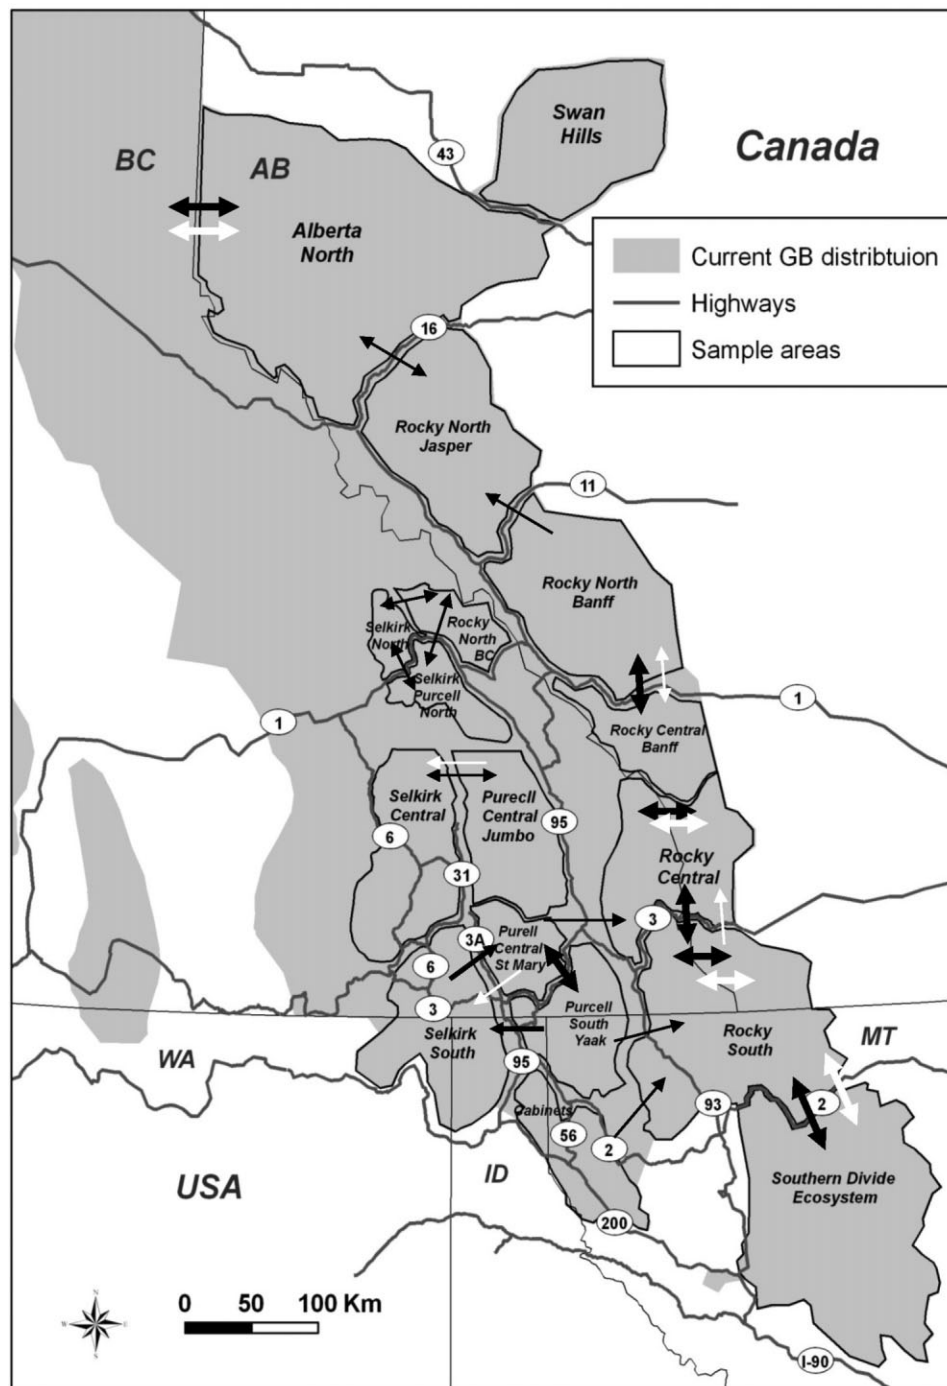 Swan
Hills
Canada
43
BC
AB
Alberta
North
Current GB distribtuion
Highways
Sample areas
16
Rocky North
Jasper
11
Rocky North
Banff
Selkirk
North
Rocky
North
BC
Selkirk
Purcell
North
1
1
Rocky Central
Banff
Selkirk
Central
Purecll
Central
Jumbo
95
6
31
Rocky
Central
3
3A
Purell
Central
St Mary
6
3
Purcell
South
Yaak
Selkirk
South
Rocky
South
WA
MT
95
93
2
Cabinets
56
2
USA
ID
Southern Divide
Ecosystem
200
N
W
E
S
0 50 100 Km
I-90